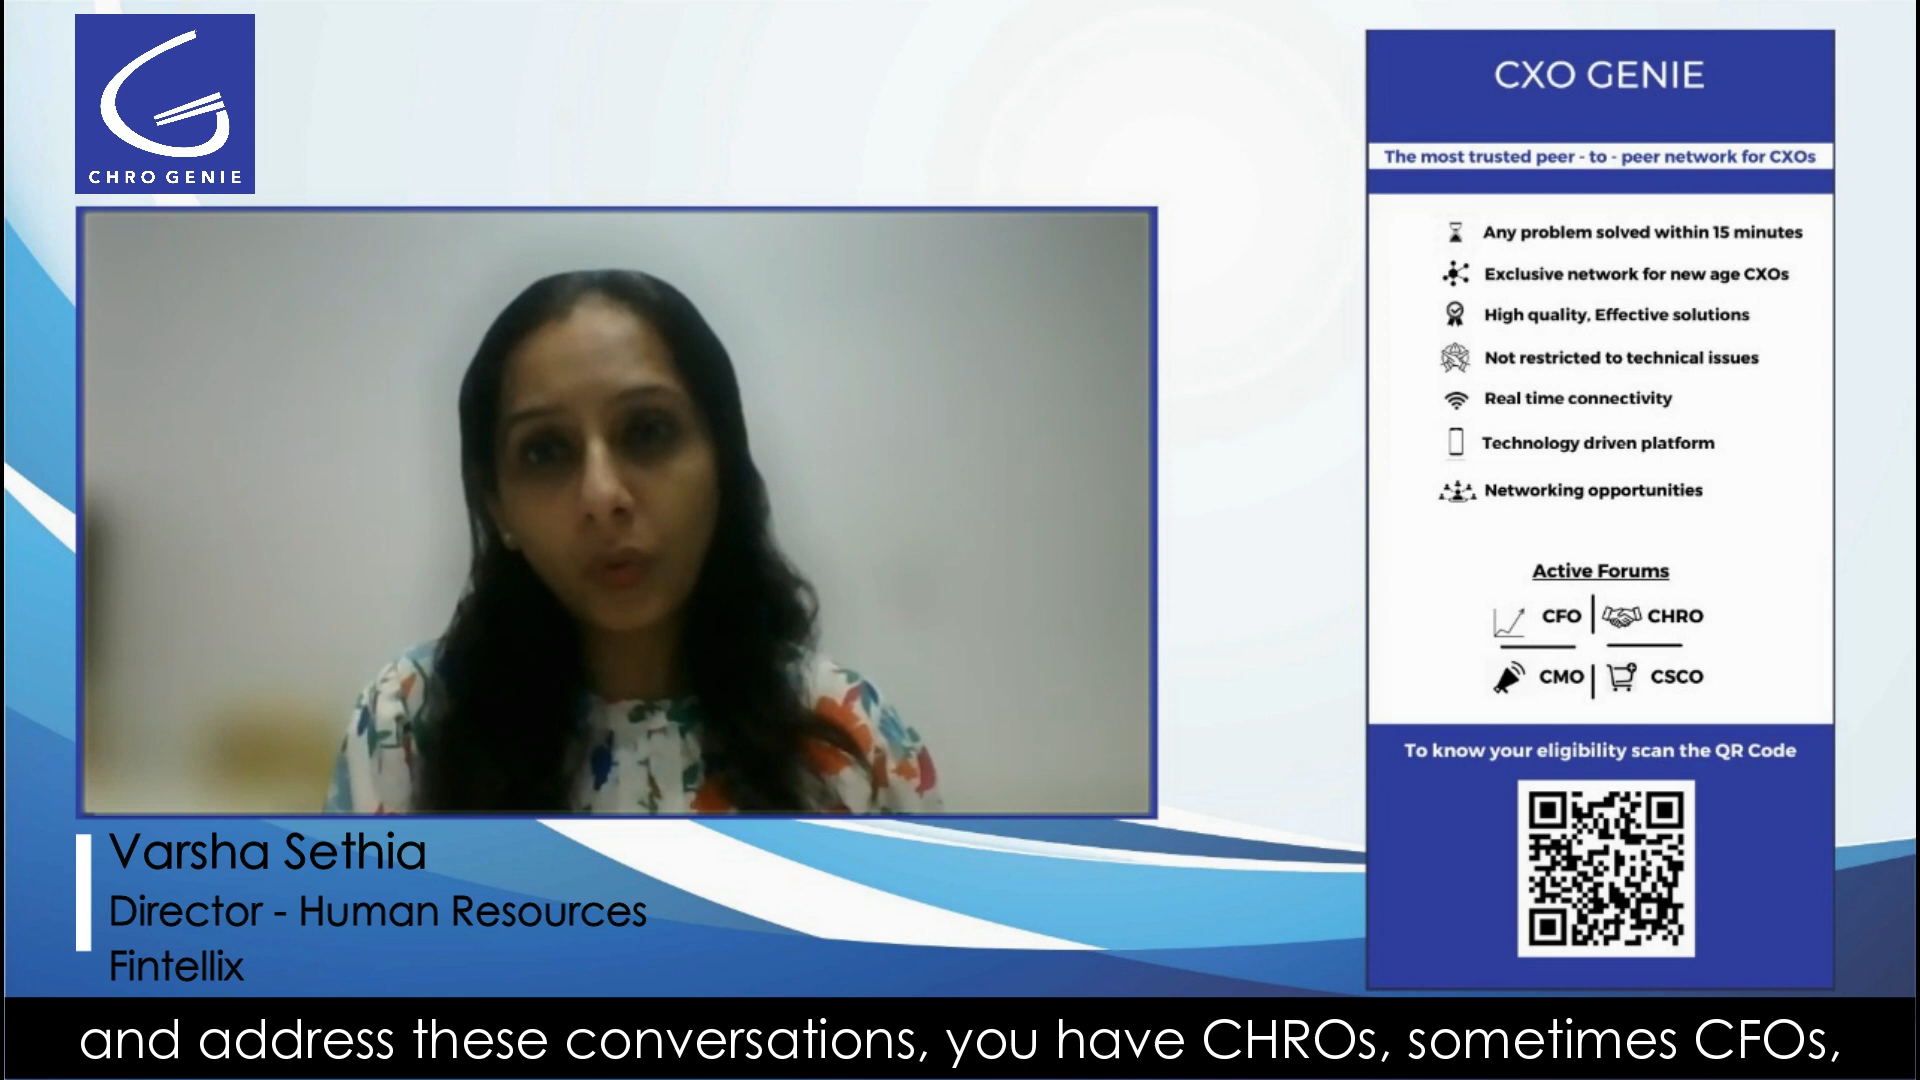 CHRO GENIE
CXO GENIE
The most trusted peer - to - peer network for CXOs
Any problem solved within 15 minutes
Exclusive network for new age CXOs
High quality, Effective solutions
Not restricted to technical issues
Real time connectivity
Technology driven platform
Networking opportunities
Active Forums
CFO CHRO
CMO CSCO
To know your eligibility scan the QR Code
Varsha Sethia
Director - Human Resources
Fintellix
and address these conversations, you have CHROs, sometimes CFOs,